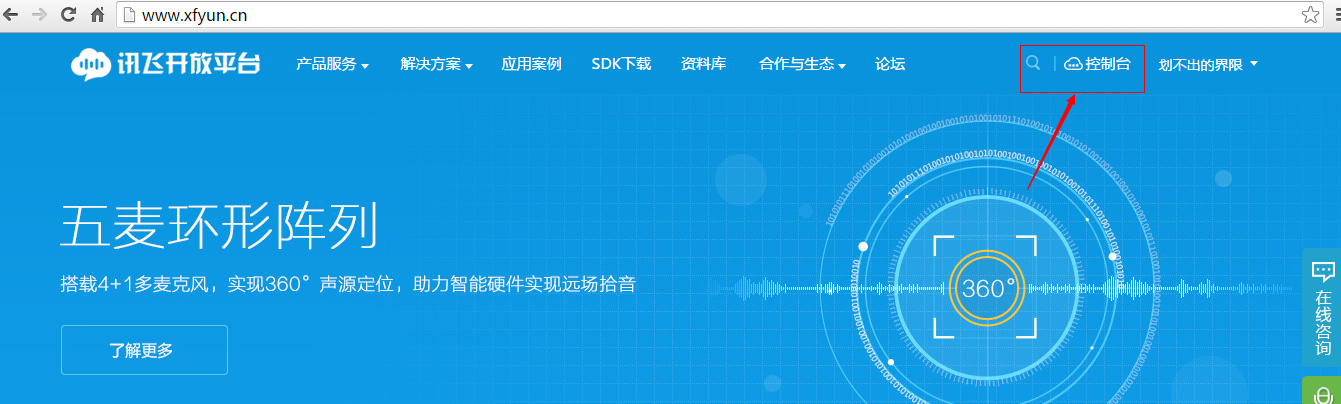 www.xfyun.cn
讯飞开放平台 产品服务 解决方案 应用案例 SDK下载 资料库 合作与生态 论坛 控制台 划不出的界限
五麦环形阵列
搭载4+1多麦克风，实现360°声源定位，助力智能硬件实现远场拾音
了解更多
360°
在线咨询